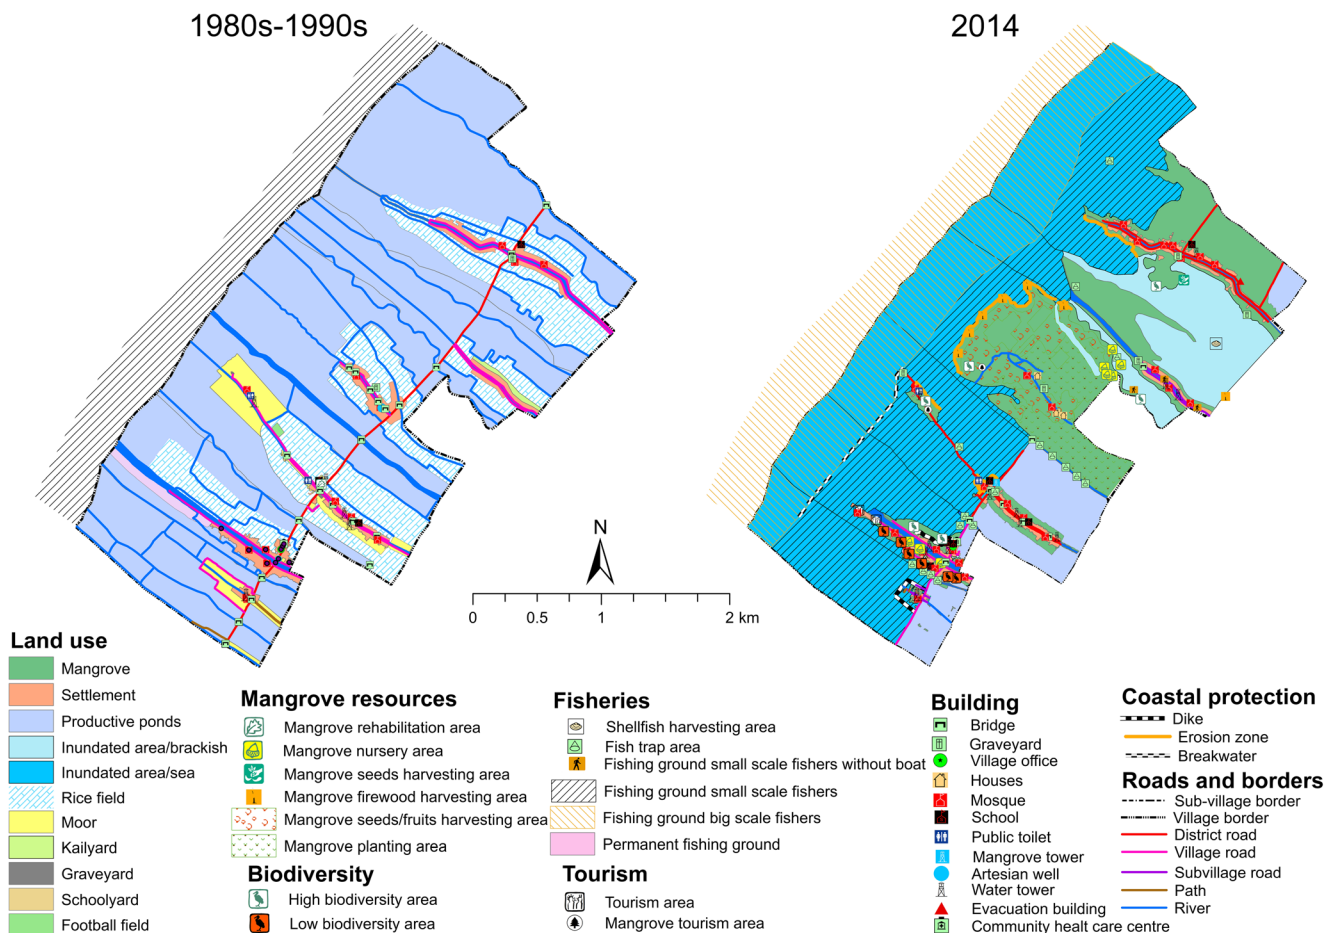 1980s-1990s
2014
N
0 0.5 1 2 km
Land use
Mangrove
Settlement
Productive ponds
Inundated area/brackish
Inundated area/sea
Rice field
Moor
Kailyard
Graveyard
Schoolyard
Football field
Mangrove resources
Mangrove rehabilitation area
Mangrove nursery area
Mangrove seeds harvesting area
Mangrove firewood harvesting area
Mangrove seeds/fruits harvesting area
Mangrove planting area
Biodiversity
High biodiversity area
Low biodiversity area
Fisheries
Shellfish harvesting area
Fish trap area
Fishing ground small scale fishers without boat
Fishing ground small scale fishers
Fishing ground big scale fishers
Permanent fishing ground
Tourism
Tourism area
Mangrove tourism area
Building
Bridge
Graveyard
Village office
Houses
Mosque
School
Public toilet
Mangrove tower
Artesian well
Water tower
Evacuation building
Community healt care centre
Coastal protection
Dike
Erosion zone
Breakwater
Roads and borders
Sub-village border
Village border
District road
Village road
Subvillage road
Path
River